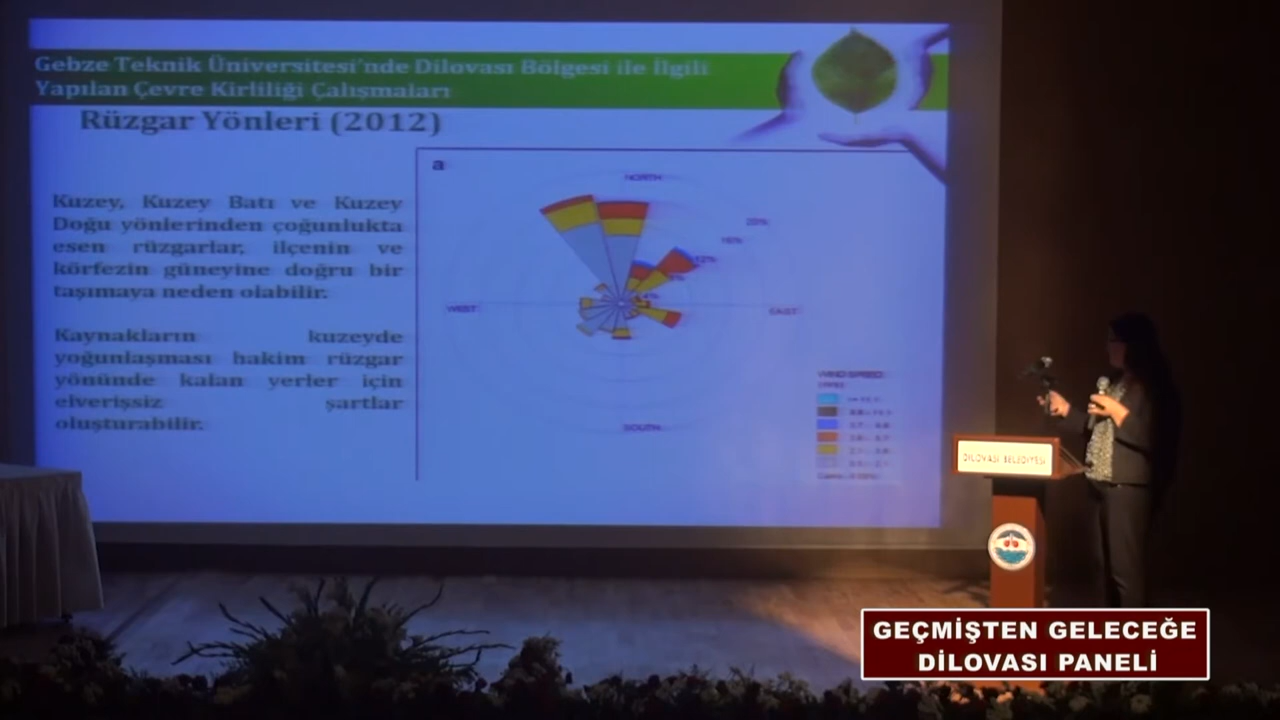 Gebze Teknik Üniversitesi'nde Dilovası Bölgesi ile İlgili
Yapılan Çevre Kirliliği Çalışmaları
Rüzgar Yönleri (2012)
a
NORTH
Kuzey, Kuzey Batı ve Kuzey
Doğu yönlerinden çoğunlukta
esen rüzgarlar, ilçenin ve
körfezin güneyine doğru bir
taşımaya neden olabilir.
20%
16%
12%
8%
4%
WEST
EAST
Kaynakların kuzeyde
yoğunlaşması hakim rüzgar
yönünde kalan yerler için
elverişsiz şartlar
oluşturabilir.
WIND SPEED
SOUTH
DİLOVASI BELEDİYESİ
GEÇMİŞTEN GELECEĞE
DİLOVASI PANELİ